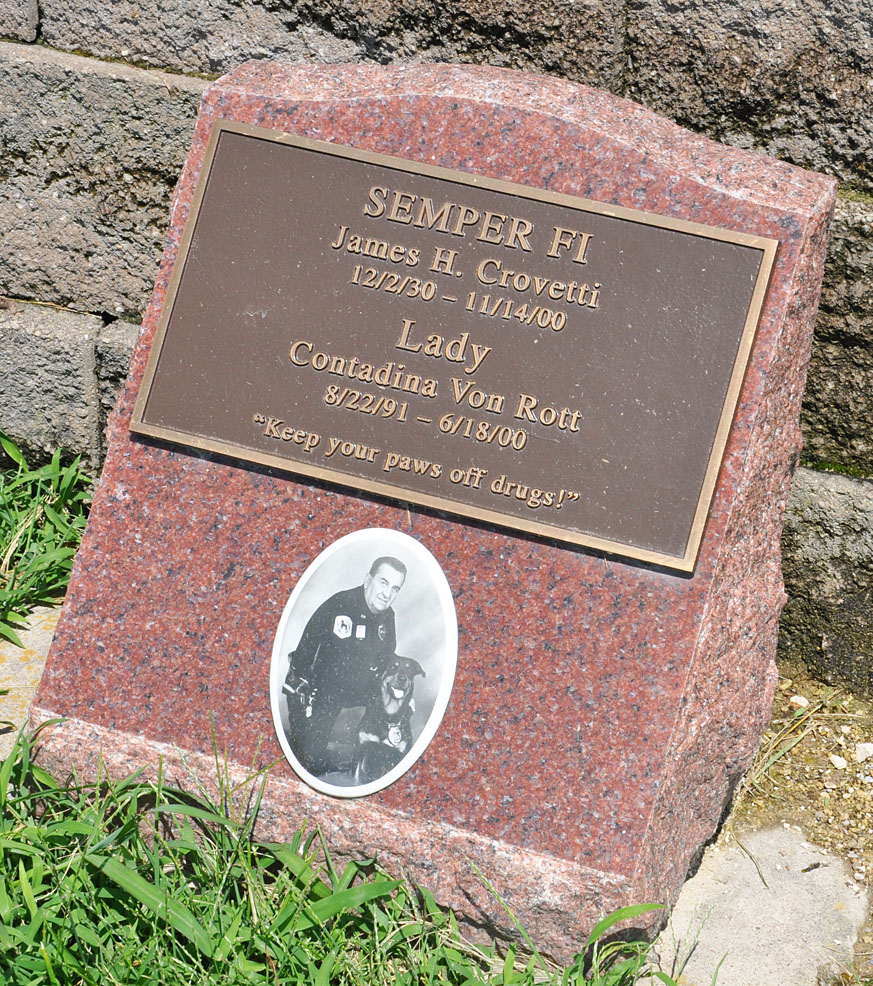 SEMPER FI
James H. Crovetti
12/2/30 – 11/14/00
Lady
Contadina Von Rott
8/22/91 – 6/18/00
“Keep your paws off drugs!”